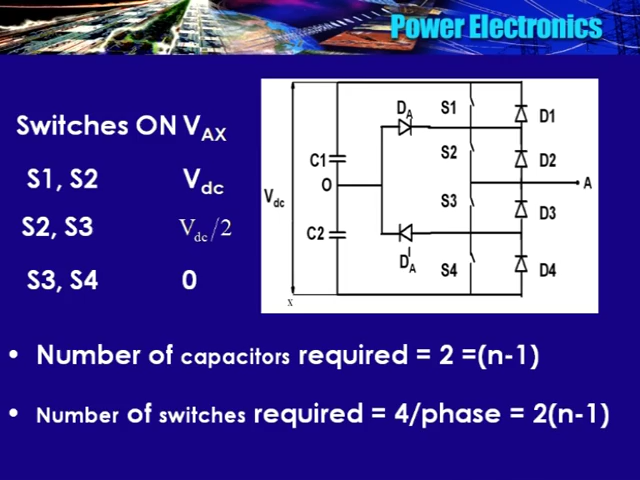 Power Electronics
Switches ON V_AX
S1, S2 V_dc
S2, S3 V_dc/2
S3, S4 0
D_A S1 D1
C1 S2 D2
O A
V_dc S3 D3
C2
D'_A S4 D4
x
• Number of capacitors required = 2 =(n-1)
• Number of switches required = 4/phase = 2(n-1)